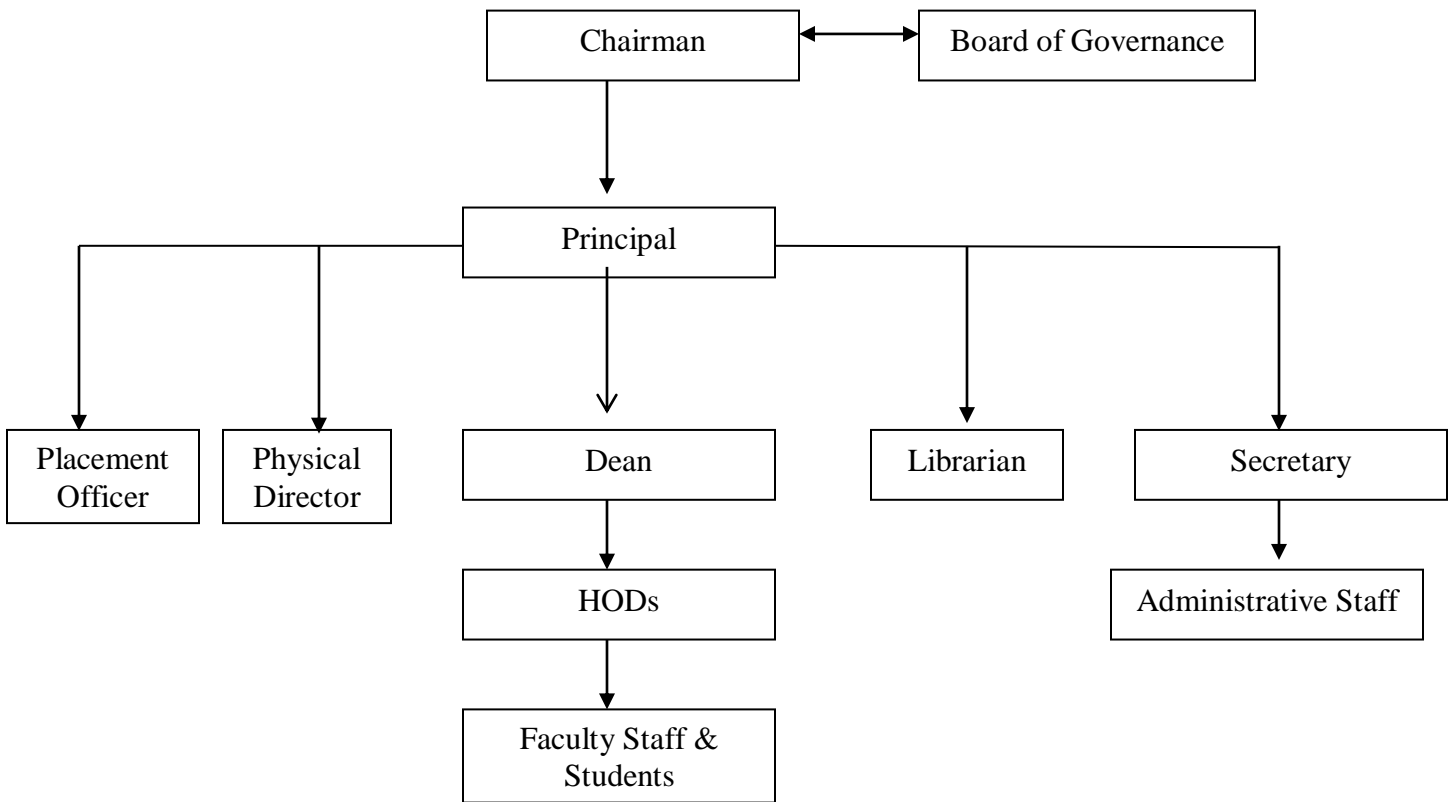 Chairman
Board of Governance
Principal
Placement
Officer
Physical
Director
Dean
Librarian
Secretary
HODs
Administrative Staff
Faculty Staff &
Students